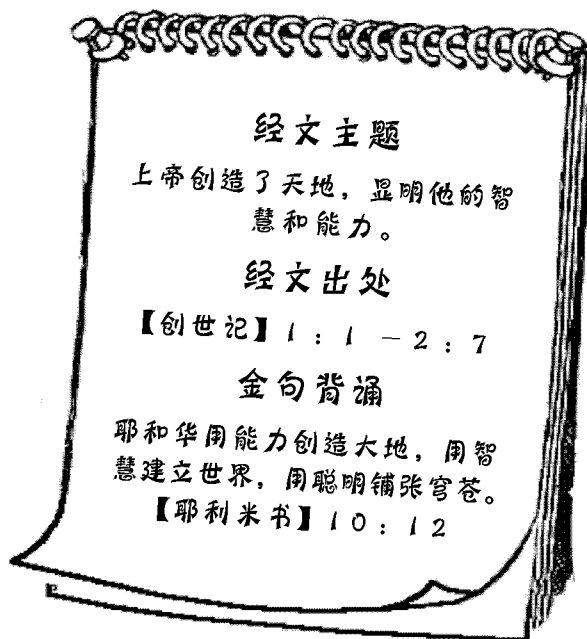 经文主题
上帝创造了天地，显明他的智
慧和能力。
经文出处
【创世记】1：1－2：7
金句背诵
耶和华用能力创造大地，用智
慧建立世界，用聪明铺张穹苍。
【耶利米书】10：12